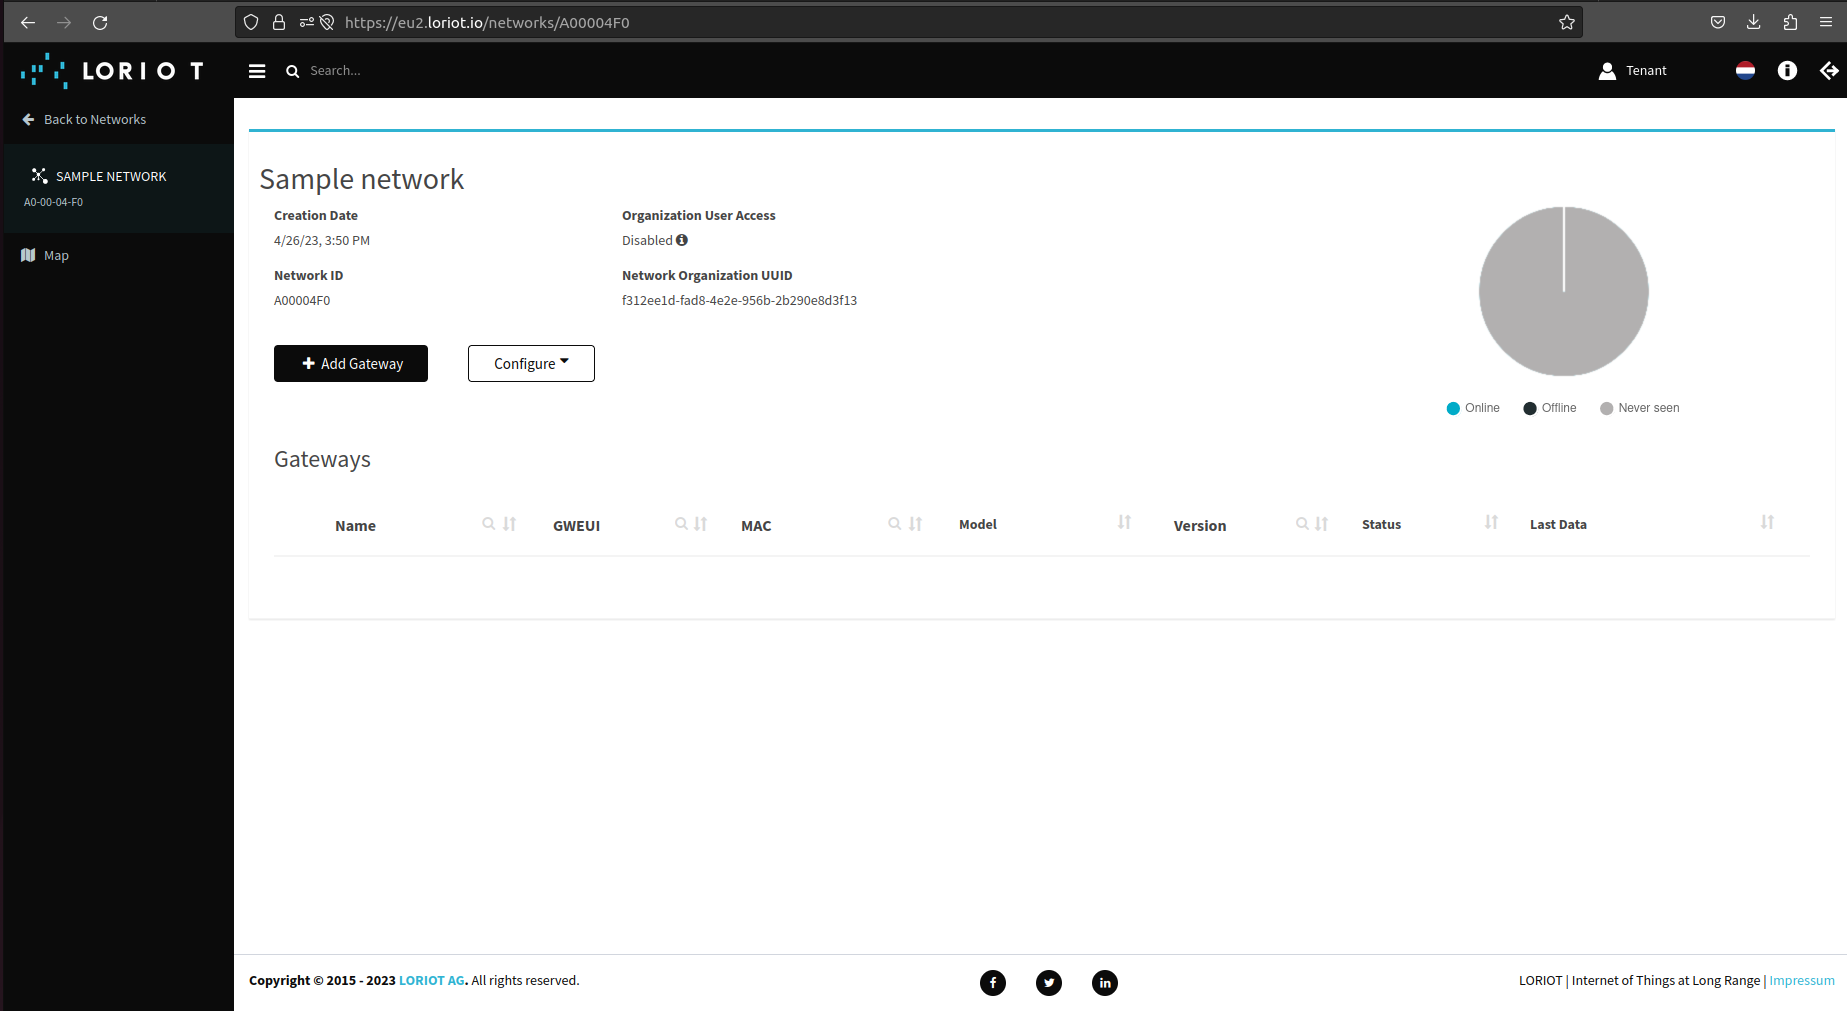 https://eu2.loriot.io/networks/A00004F0
LORIOT
Search...
Tenant
Back to Networks
SAMPLE NETWORK
A0-00-04-F0
Map
Sample network
Creation Date
4/26/23, 3:50 PM
Organization User Access
Disabled
Network ID
A00004F0
Network Organization UUID
f312ee1d-fad8-4e2e-956b-2b290e8d3f13
Add Gateway
Configure
Online Offline Never seen
Gateways
Name GWEUI MAC Model Version Status Last Data
Copyright © 2015 - 2023 LORIOT AG. All rights reserved.
LORIOT | Internet of Things at Long Range | Impressum